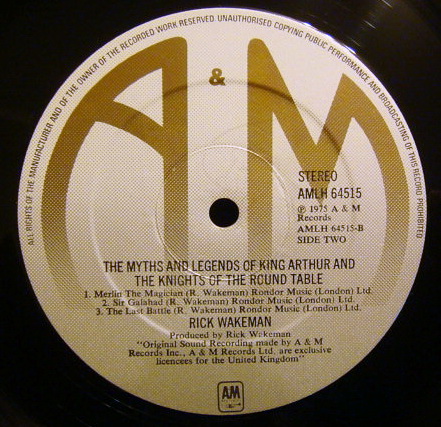 ALL RIGHTS OF THE MANUFACTURER AND OF THE OWNER OF THE RECORDED WORK RESERVED. UNAUTHORISED COPYING PUBLIC PERFORMANCE AND BROADCASTING OF THIS RECORD PROHIBITED
A & M
STEREO
AMLH 64515
℗ 1975 A & M
Records
AMLH 64515-B
SIDE TWO
THE MYTHS AND LEGENDS OF KING ARTHUR AND
THE KNIGHTS OF THE ROUND TABLE
1. Merlin The Magician (R. Wakeman) Rondor Music (London) Ltd.
2. Sir Galahad (R. Wakeman) Rondor Music (London) Ltd.
3. The Last Battle (R. Wakeman) Rondor Music (London) Ltd.
RICK WAKEMAN
Produced by Rick Wakeman
"Original Sound Recording made by A & M
Records Inc., A & M Records Ltd. are exclusive
licencees for the United Kingdom"
AM